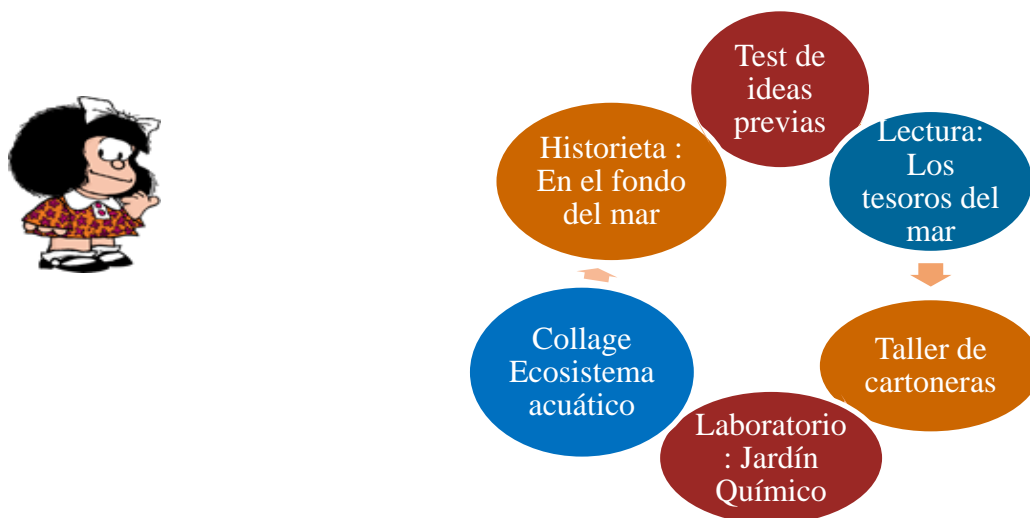 Test de
ideas
previas
Lectura:
Los
tesoros del
mar
Taller de
cartoneras
Laboratorio
: Jardín
Químico
Collage
Ecosistema
acuático
Historieta :
En el fondo
del mar